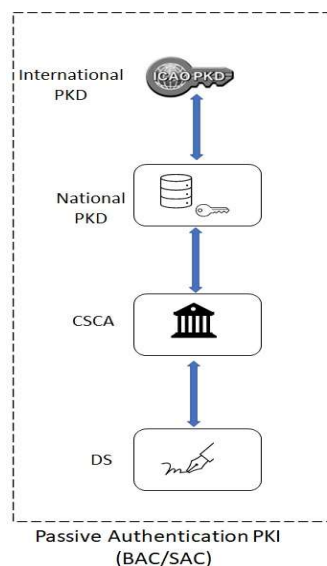 International
PKD
ICAO PKD
National
PKD
CSCA
DS
Passive Authentication PKI
(BAC/SAC)